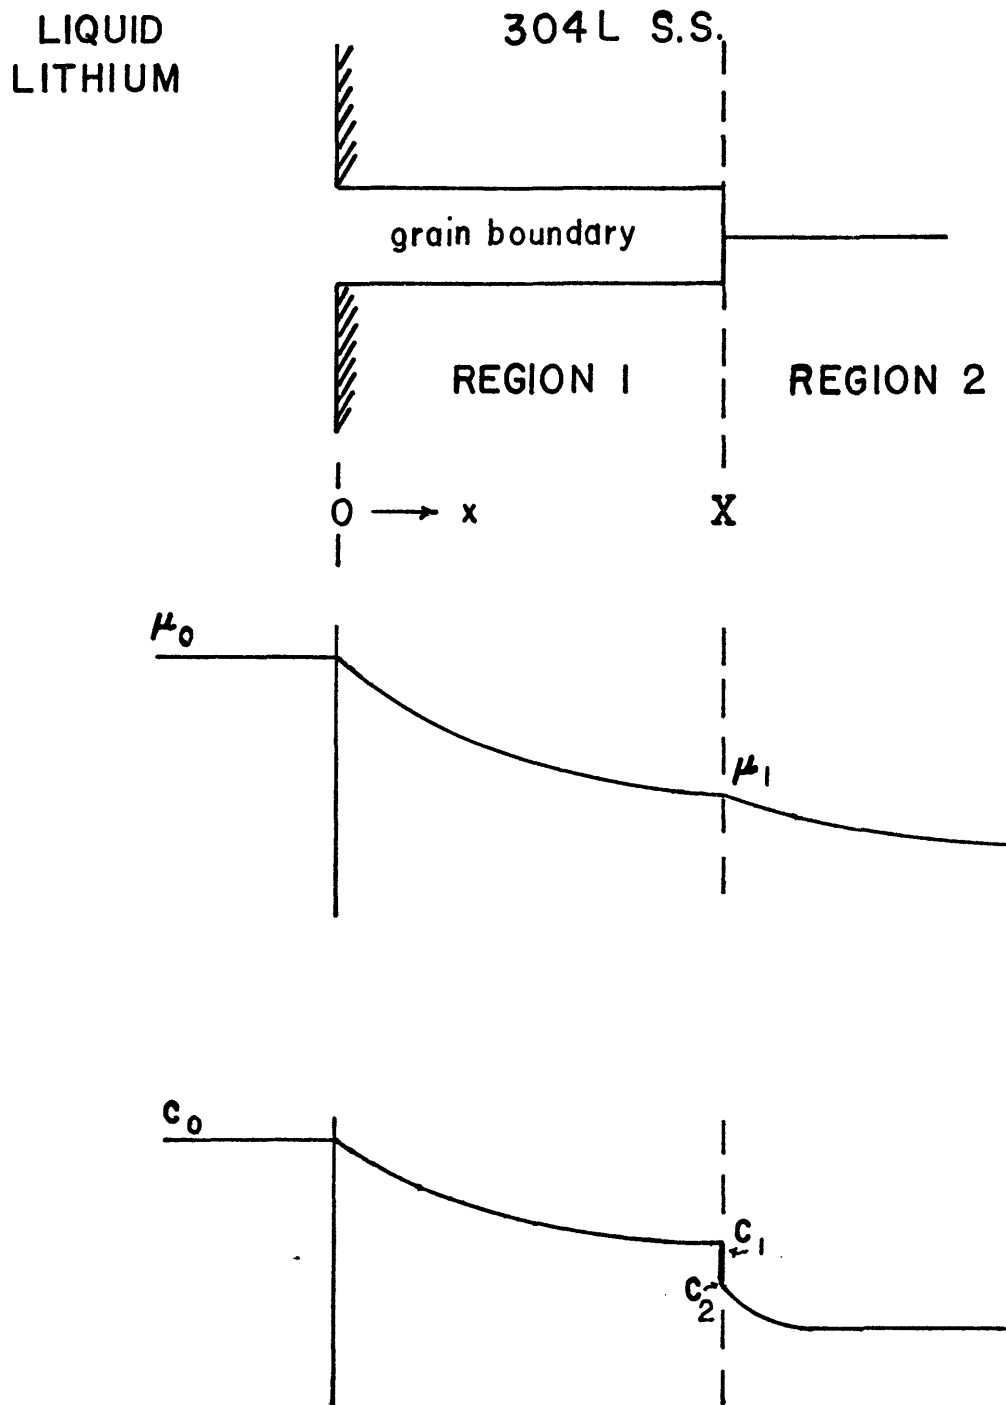 LIQUID
LITHIUM
304L S.S.
grain boundary
REGION 1
REGION 2
0 → x
X
μ₀
μ₁
C₀
C₁
C₂